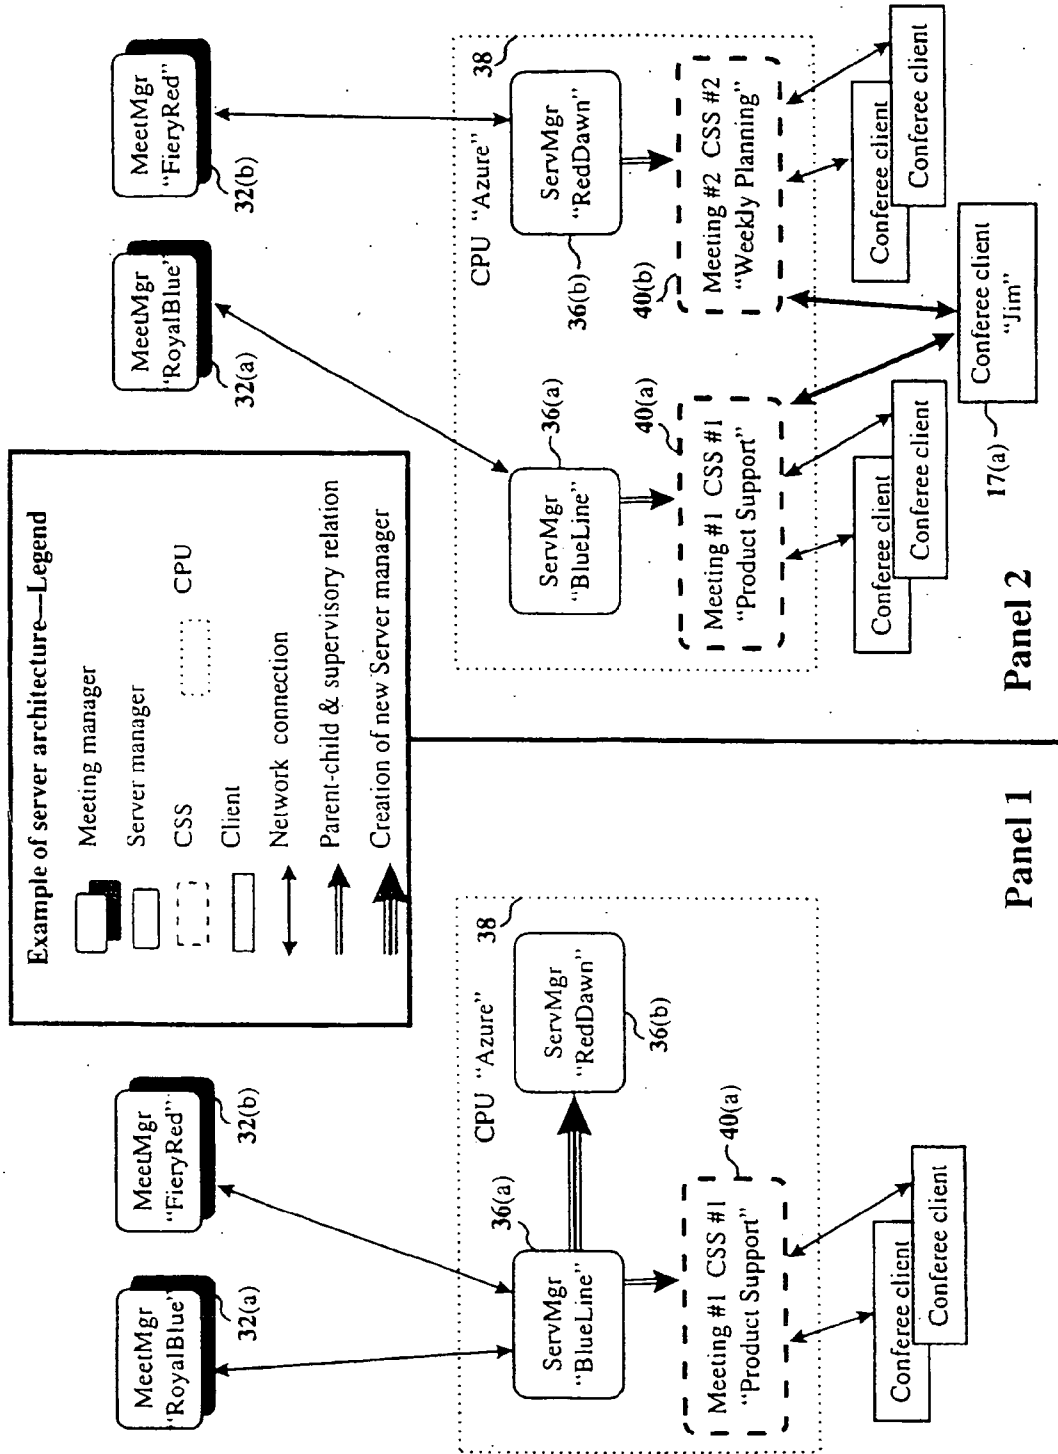 Example of server architecture—Legend
Meeting manager
Server manager
CSS
CPU
Client
Network connection
Parent-child & supervisory relation
Creation of new Server manager
MeetMgr
"RoyalBlue"
32(a)
MeetMgr
"FieryRed"
32(b)
CPU "Azure"
38
ServMgr
"BlueLine"
36(a)
ServMgr
"RedDawn"
36(b)
Meeting #1 CSS #1
"Product Support"
40(a)
Conferee client
Conferee client
Panel 1
MeetMgr
"RoyalBlue"
32(a)
MeetMgr
"FieryRed"
32(b)
CPU "Azure"
38
ServMgr
"BlueLine"
36(a)
ServMgr
"RedDawn"
36(b)
Meeting #1 CSS #1
"Product Support"
40(a)
Meeting #2 CSS #2
"Weekly Planning"
40(b)
Conferee client
Conferee client
Conferee client
Conferee client
Conferee client
"Jim"
17(a)
Panel 2